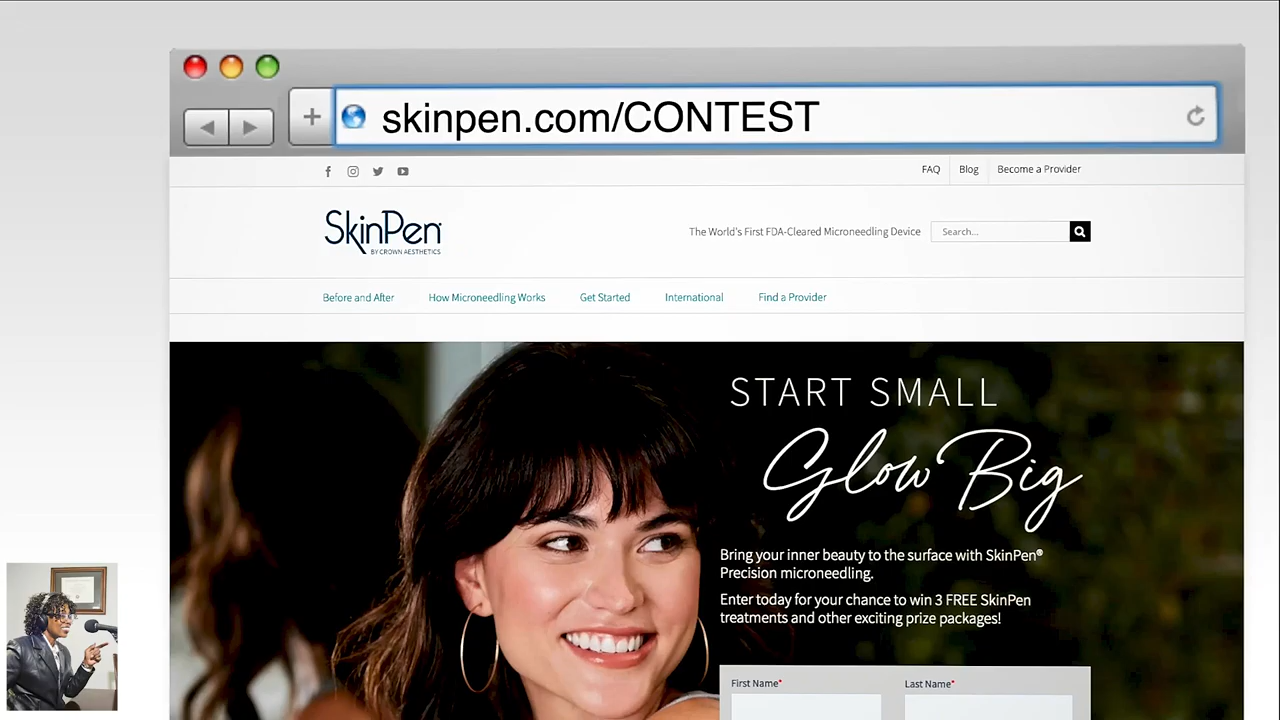 skinpen.com/CONTEST
FAQ Blog Become a Provider
SkinPen
BY CROWN AESTHETICS
The World's First FDA-Cleared Microneedling Device
Search...
Before and After How Microneedling Works Get Started International Find a Provider
START SMALL
Glow Big
Bring your inner beauty to the surface with SkinPen®
Precision microneedling.
Enter today for your chance to win 3 FREE SkinPen
treatments and other exciting prize packages!
First Name* Last Name*